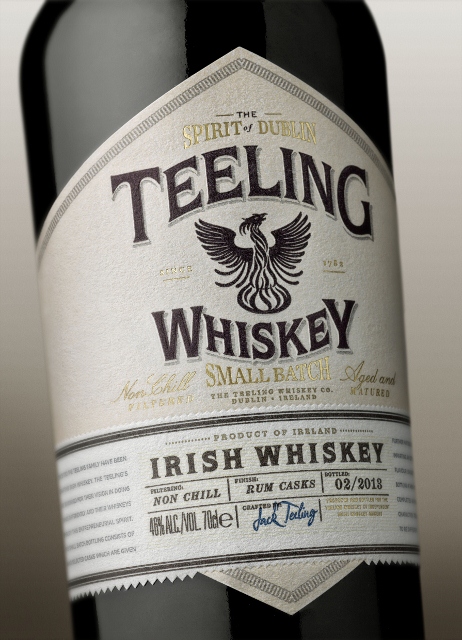 THE
SPIRIT of DUBLIN
TEELING
SINCE 1782
WHISKEY
SMALL BATCH
Non Chill
FILTERED
Aged and
MATURED
THE TEELING WHISKEY CO.
DUBLIN • IRELAND
PRODUCT OF IRELAND
IRISH WHISKEY
FILTERING:
NON CHILL
FINISH:
RUM CASKS
BOTTLED:
02/2013
46% ALC./VOL. 70cl e
CRAFTED BY
Jack Teeling